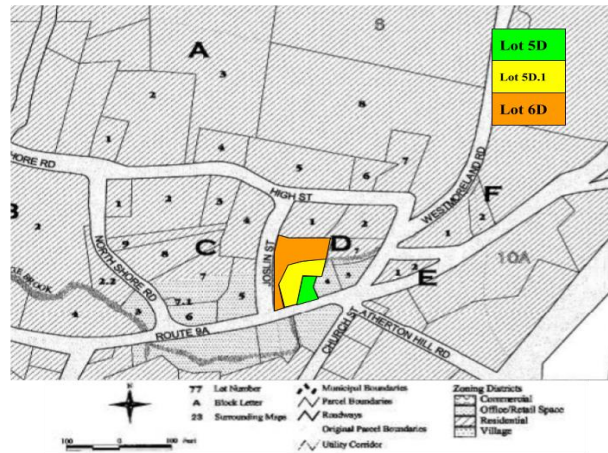 8
A
3
2
8
1
4
5
6
7
Lot 5D
Lot 5D.1
Lot 6D
SHORE RD
HIGH ST
WESTMORELAND RD
F
2
1
1
2
3
4
1
2
D
B
2
9
8
C
7
JOSLIN ST
NORTH SHORE RD
2.2
7.1
5
6
3
4
4
1
2
E
10A
BROOK
ROUTE 9A
CHURCH ST
ATHERTON HILL RD
N
77 Lot Number
A Block Letter
23 Surrounding Maps
100 0 100 Feet
Municipal Boundaries
Parcel Boundaries
Roadways
Original Parcel Boundaries
Utility Corridor
Zoning Districts
Commercial
Office/Retail Space
Residential
Village